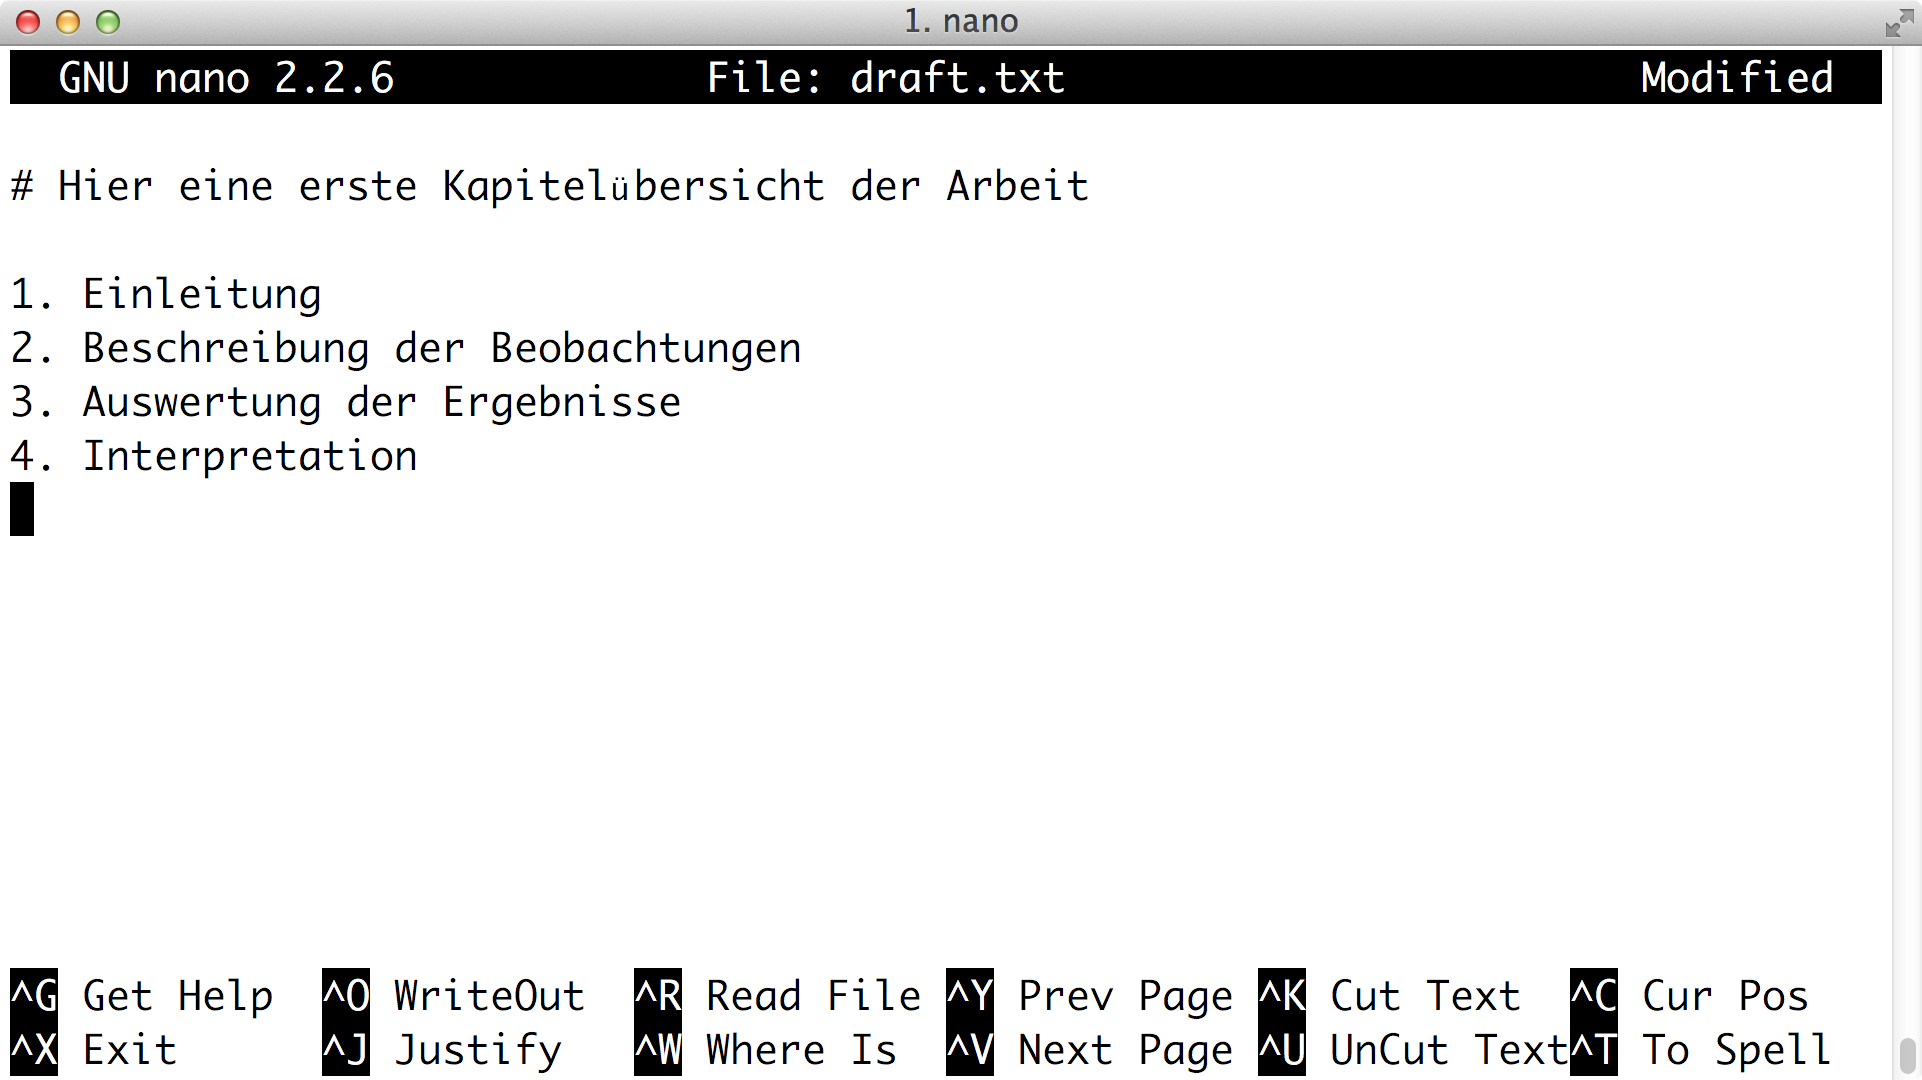 1. nano
GNU nano 2.2.6 File: draft.txt Modified
# Hier eine erste Kapitelübersicht der Arbeit
1. Einleitung
2. Beschreibung der Beobachtungen
3. Auswertung der Ergebnisse
4. Interpretation
^G Get Help ^O WriteOut ^R Read File ^Y Prev Page ^K Cut Text ^C Cur Pos
^X Exit ^J Justify ^W Where Is ^V Next Page ^U UnCut Text ^T To Spell